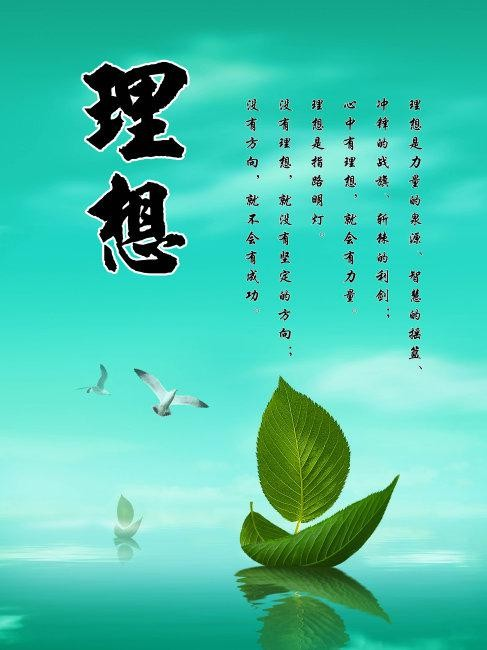 理想
理想是力量的泉源、智慧的摇篮、
冲锋的战旗、斩棘的利剑；
心中有理想，就会有力量。
理想是指路明灯。
没有理想，就没有坚定的方向；
没有方向，就不会有成功。